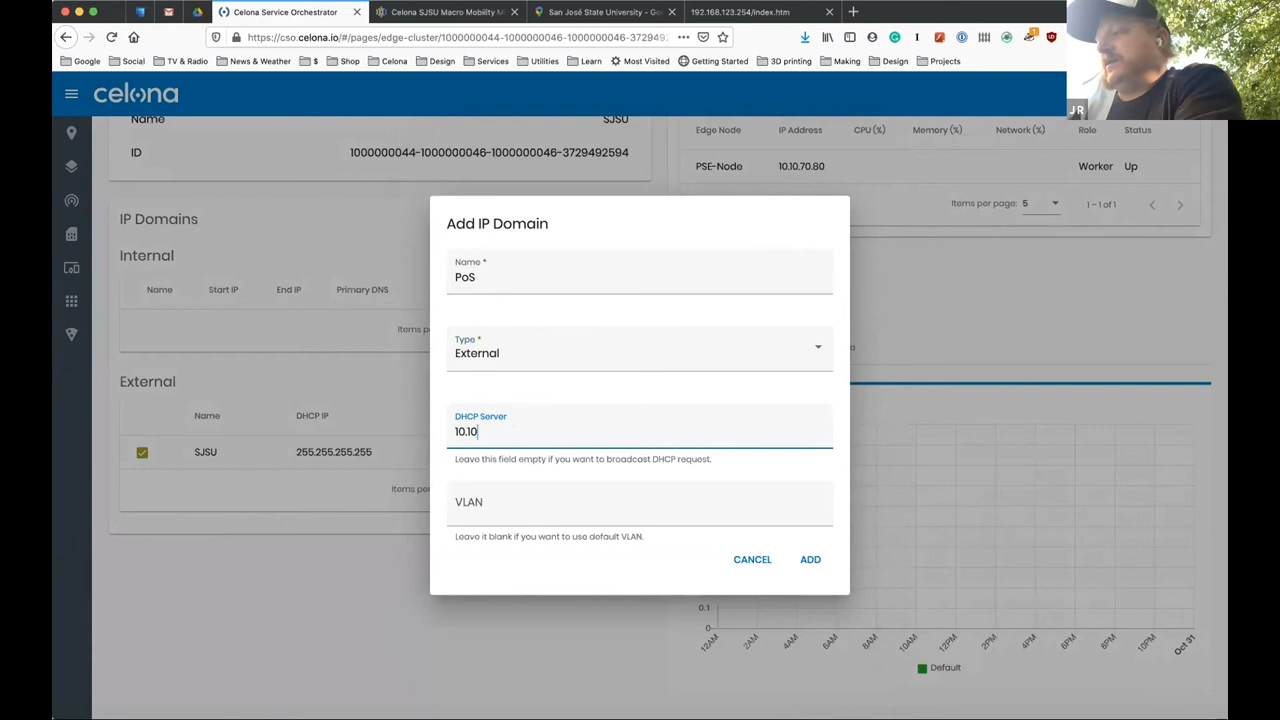 Celona Service Orchestrator
Celona SJSU Macro Mobility M
San José State University - Go
192.168.123.254/index.htm
https://cso.celona.io/#/pages/edge-cluster/1000000044-1000000046-1000000046-37294929
Google
Social
TV & Radio
News & Weather
$
Shop
Celona
Design
Services
Utilities
Learn
Most Visited
Getting Started
3D printing
Making
Design
Projects
celona
JR
Name SJSU
ID 1000000044-1000000046-1000000046-3729492594
Edge Node IP Address CPU (%) Memory (%) Network (%) Role Status
PSE-Node 10.10.70.80 Worker Up
Items per page: 5 1 – 1 of 1
IP Domains
Internal
Name Start IP End IP Primary DNS
Items pe
External
Name DHCP IP
SJSU 255.255.255.255
Items pe
Add IP Domain
Name *
PoS
Type *
External
DHCP Server
10.10
Leave this field empty if you want to broadcast DHCP request.
VLAN
Leave it blank if you want to use default VLAN.
CANCEL ADD
a
0.1
0
12AM 2AM 4AM 6AM 8AM 10AM 12PM 2PM 4PM 6PM 8PM 10PM Oct 31
Default